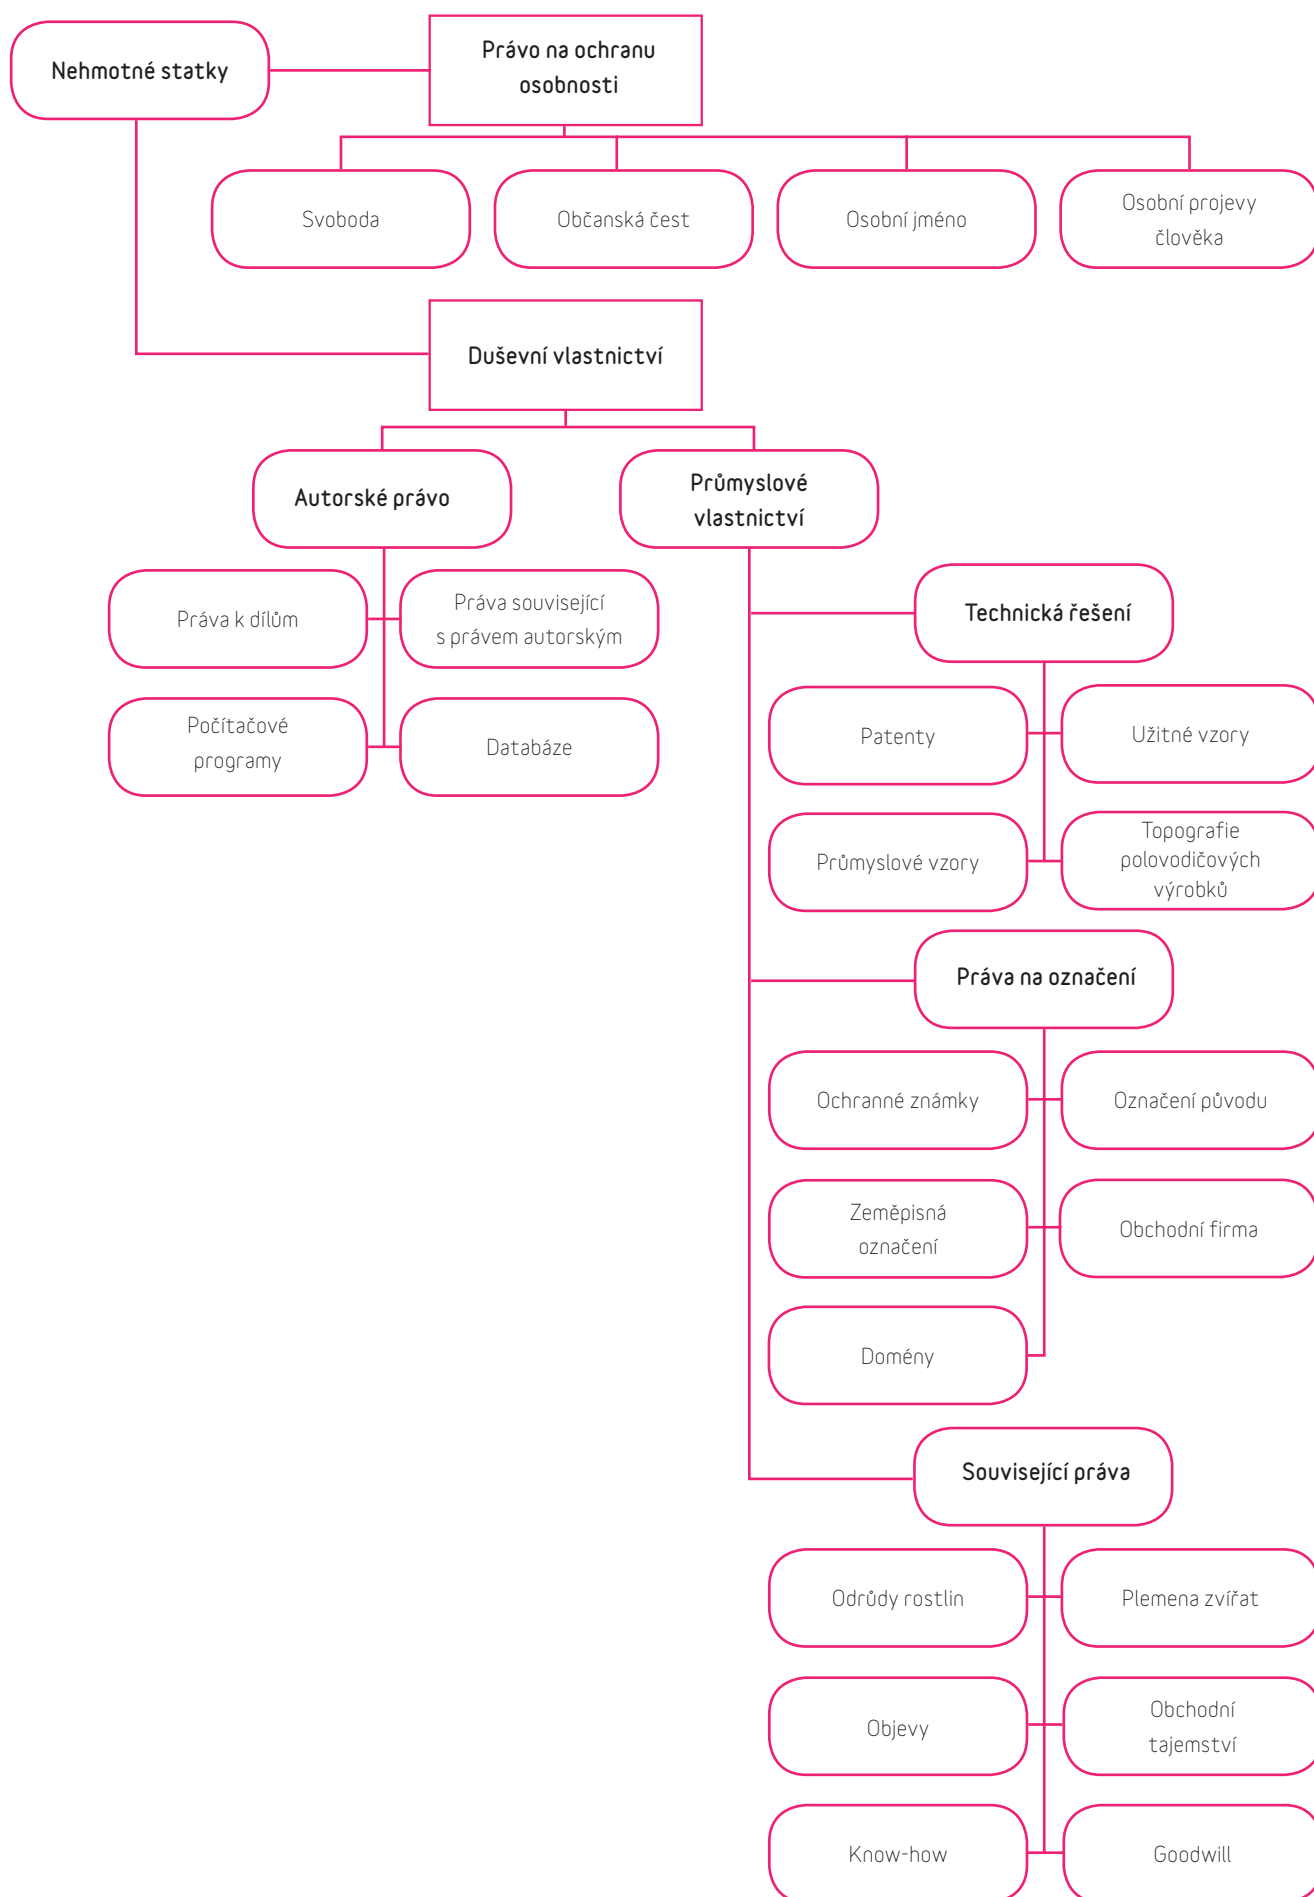 Nehmotné statky
Právo na ochranu
osobnosti
Svoboda
Občanská čest
Osobní jméno
Osobní projevy
člověka
Duševní vlastnictví
Autorské právo
Průmyslové
vlastnictví
Práva k dílům
Práva související
s právem autorským
Počítačové
programy
Databáze
Technická řešení
Patenty
Užitné vzory
Průmyslové vzory
Topografie
polovodičových
výrobků
Práva na označení
Ochranné známky
Označení původu
Zeměpisná
označení
Obchodní firma
Domény
Související práva
Odrůdy rostlin
Plemena zvířat
Objevy
Obchodní
tajemství
Know-how
Goodwill